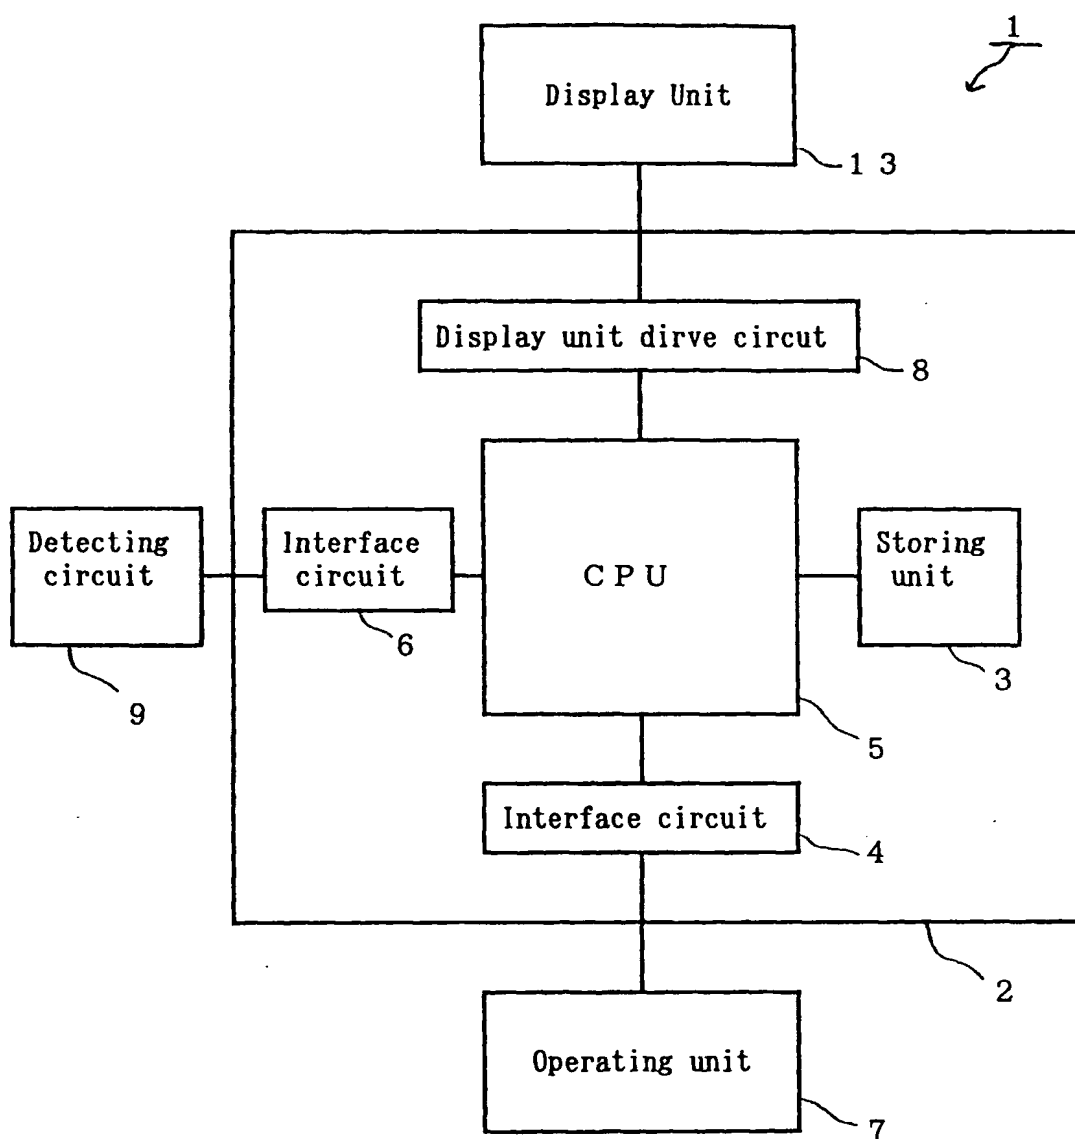 1
Display Unit
1 3
Display unit dirve circut
8
Detecting
circuit
9
Interface
circuit
6
CPU
5
Storing
unit
3
Interface circuit
4
2
Operating unit
7